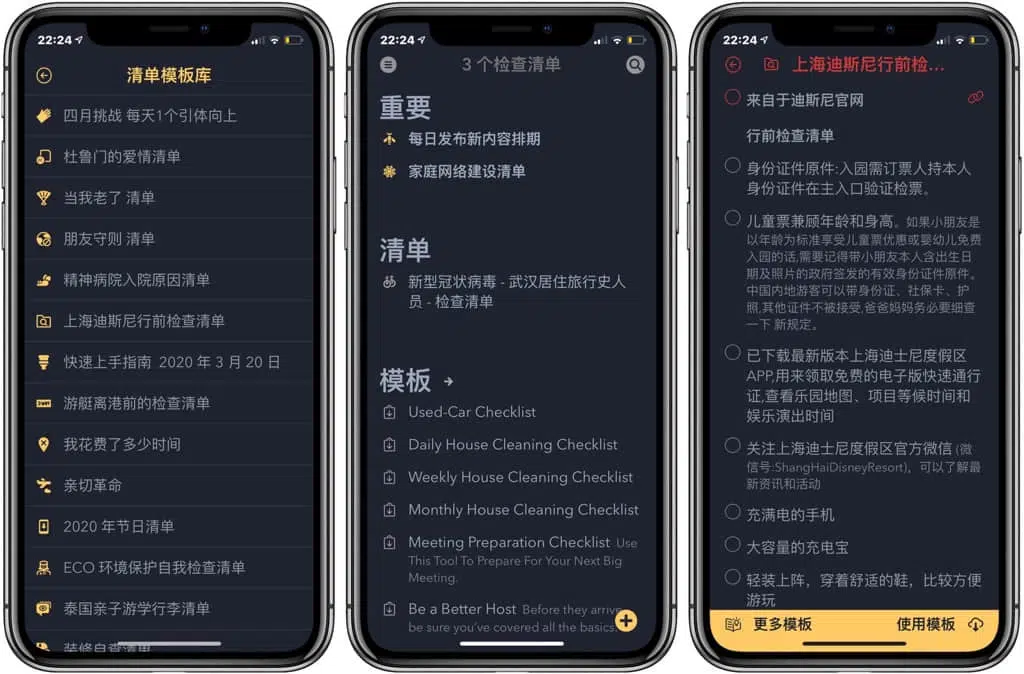 22:24
清单模板库
四月挑战 每天1个引体向上
杜鲁门的爱情清单
当我老了 清单
朋友守则 清单
精神病院入院原因清单
上海迪斯尼行前检查清单
快速上手指南 2020 年 3 月 20 日
游艇离港前的检查清单
我花费了多少时间
亲切革命
2020 年节日清单
ECO 环境保护自我检查清单
泰国亲子游学行李清单
装修自查清单
22:24
3 个检查清单
重要
每日发布新内容排期
家庭网络建设清单
清单
新型冠状病毒 - 武汉居住旅行史人
员 - 检查清单
模板
Used-Car Checklist
Daily House Cleaning Checklist
Weekly House Cleaning Checklist
Monthly House Cleaning Checklist
Meeting Preparation Checklist Use
This Tool To Prepare For Your Next Big
Meeting.
Be a Better Host Before they arrive
be sure you've covered all the basics.
22:24
上海迪斯尼行前检...
来自于迪斯尼官网
行前检查清单
身份证件原件:入园需订票人持本人
身份证件在主入口验证检票。
儿童票兼顾年龄和身高。如果小朋友是
以年龄为标准享受儿童票优惠或婴幼儿免费
入园的话,需要记得带小朋友本人含出生日
期及照片的政府签发的有效身份证件原件。
中国内地游客可以带身份证、社保卡、护
照,其他证件不被接受,爸爸妈妈务必要细查
一下 新规定。
已下载最新版本上海迪士尼度假区
APP,用来领取免费的电子版快速通行
证,查看乐园地图、项目等候时间和
娱乐演出时间
关注上海迪士尼度假区官方微信 (微
信号:ShangHaiDisneyResort)，可以了解最
新资讯和活动
充满电的手机
大容量的充电宝
轻装上阵，穿着舒适的鞋，比较方便
游玩
更多模板
使用模板